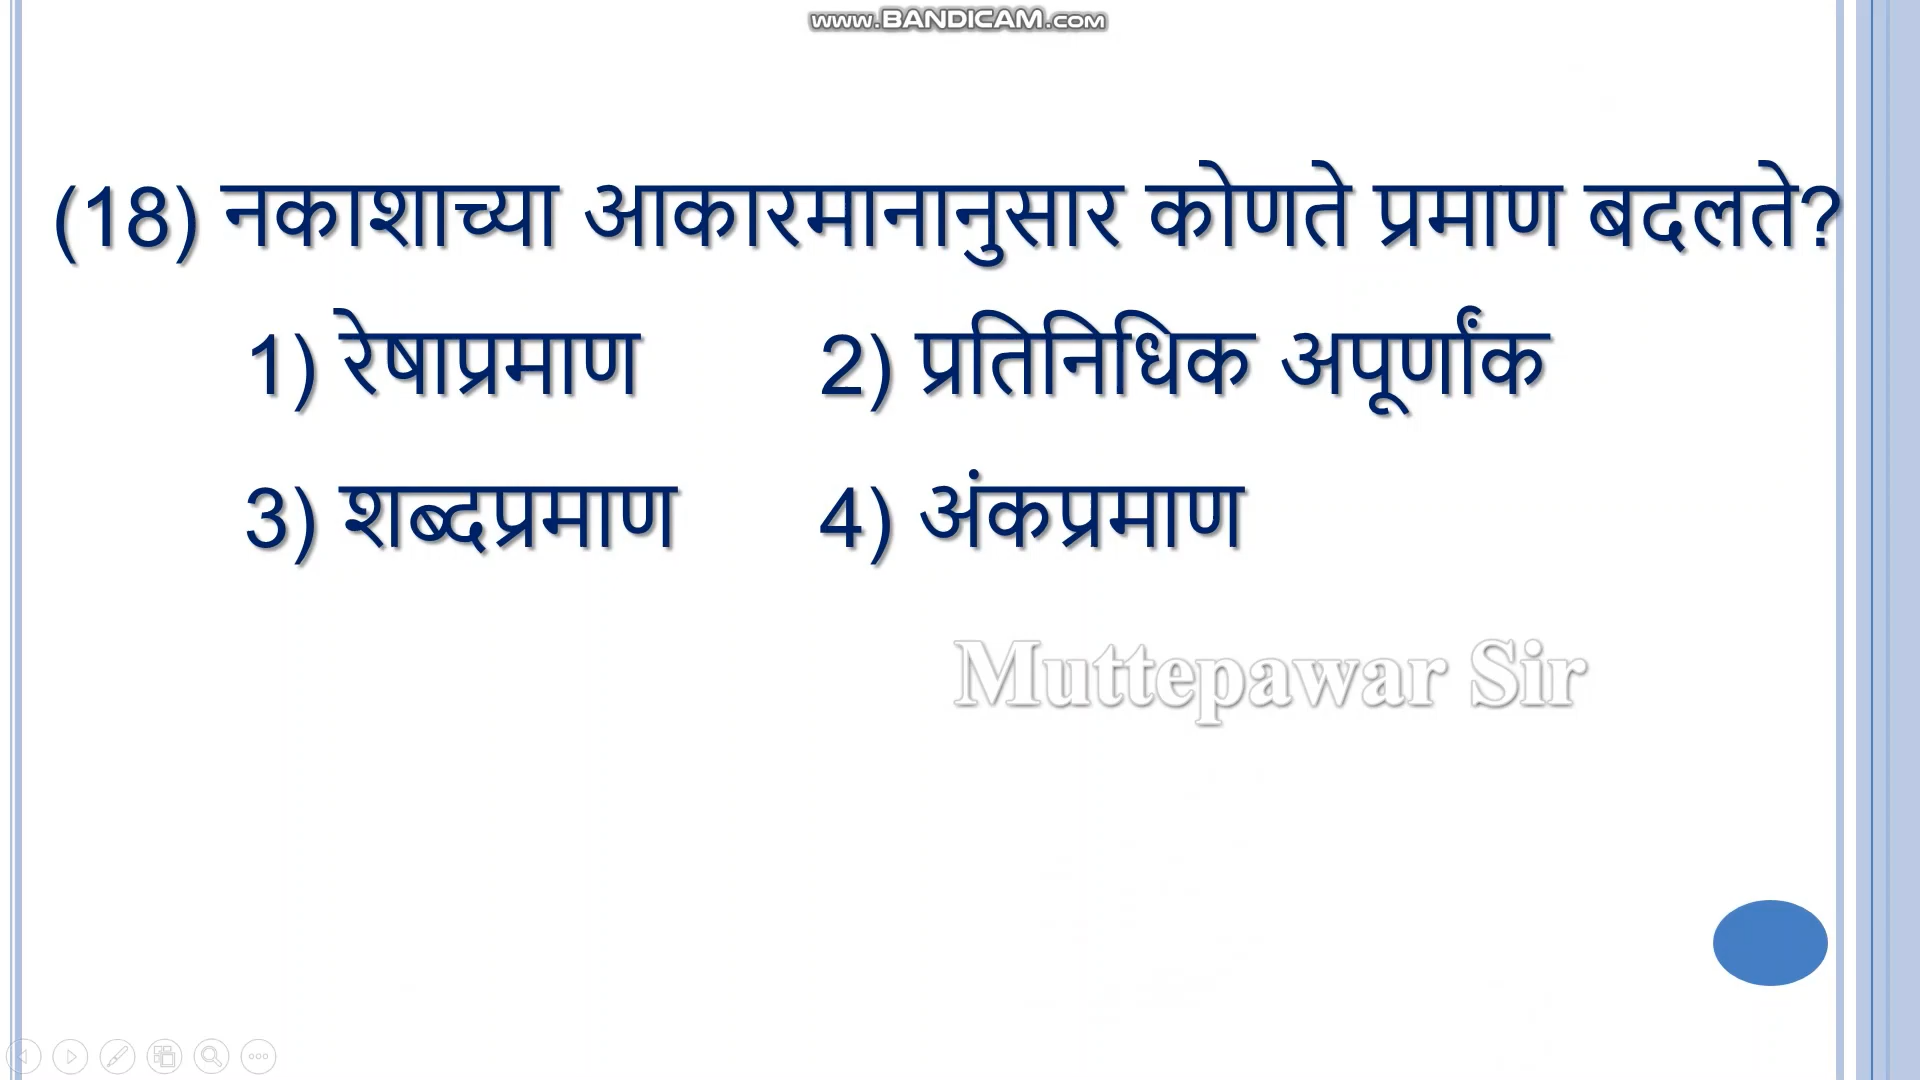 www.BANDICAM.com
(18) नकाशाच्या आकारमानानुसार कोणते प्रमाण बदलते?
1) रेषाप्रमाण 2) प्रतिनिधिक अपूर्णांक
3) शब्दप्रमाण 4) अंकप्रमाण
Muttepawar Sir